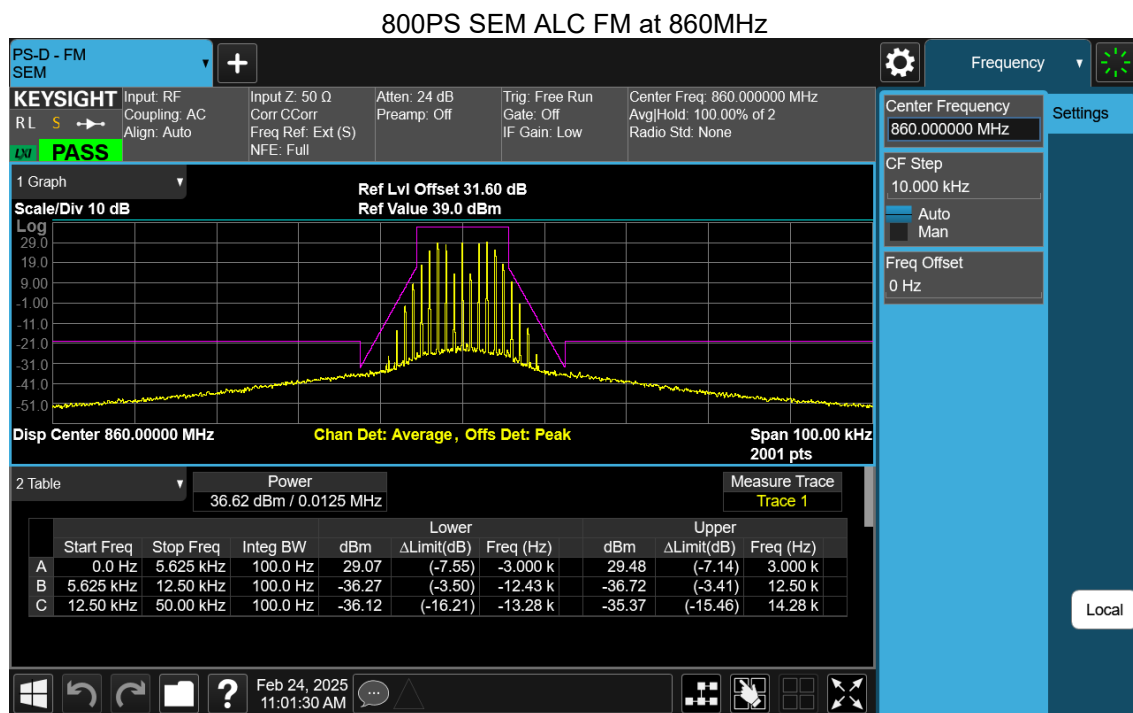 800PS SEM ALC FM at 860MHz
PS-D - FM
SEM
Frequency
KEYSIGHT
RL S
LXI PASS
Input: RF
Coupling: AC
Align: Auto
Input Z: 50 Ω
Corr CCorr
Freq Ref: Ext (S)
NFE: Full
Atten: 24 dB
Preamp: Off
Trig: Free Run
Gate: Off
IF Gain: Low
Center Freq: 860.000000 MHz
Avg|Hold: 100.00% of 2
Radio Std: None
Center Frequency
860.000000 MHz
Settings
CF Step
10.000 kHz
Auto
Man
Freq Offset
0 Hz
1 Graph
Scale/Div 10 dB
Ref Lvl Offset 31.60 dB
Ref Value 39.0 dBm
Log
29.0
19.0
9.00
-1.00
-11.0
-21.0
-31.0
-41.0
-51.0
Disp Center 860.00000 MHz
Chan Det: Average , Offs Det: Peak
Span 100.00 kHz
2001 pts
2 Table
Power
36.62 dBm / 0.0125 MHz
Measure Trace
Trace 1
Lower Upper
Start Freq Stop Freq Integ BW dBm ΔLimit(dB) Freq (Hz) dBm ΔLimit(dB) Freq (Hz)
A 0.0 Hz 5.625 kHz 100.0 Hz 29.07 (-7.55) -3.000 k 29.48 (-7.14) 3.000 k
B 5.625 kHz 12.50 kHz 100.0 Hz -36.27 (-3.50) -12.43 k -36.72 (-3.41) 12.50 k
C 12.50 kHz 50.00 kHz 100.0 Hz -36.12 (-16.21) -13.28 k -35.37 (-15.46) 14.28 k
Local
?
Feb 24, 2025
11:01:30 AM